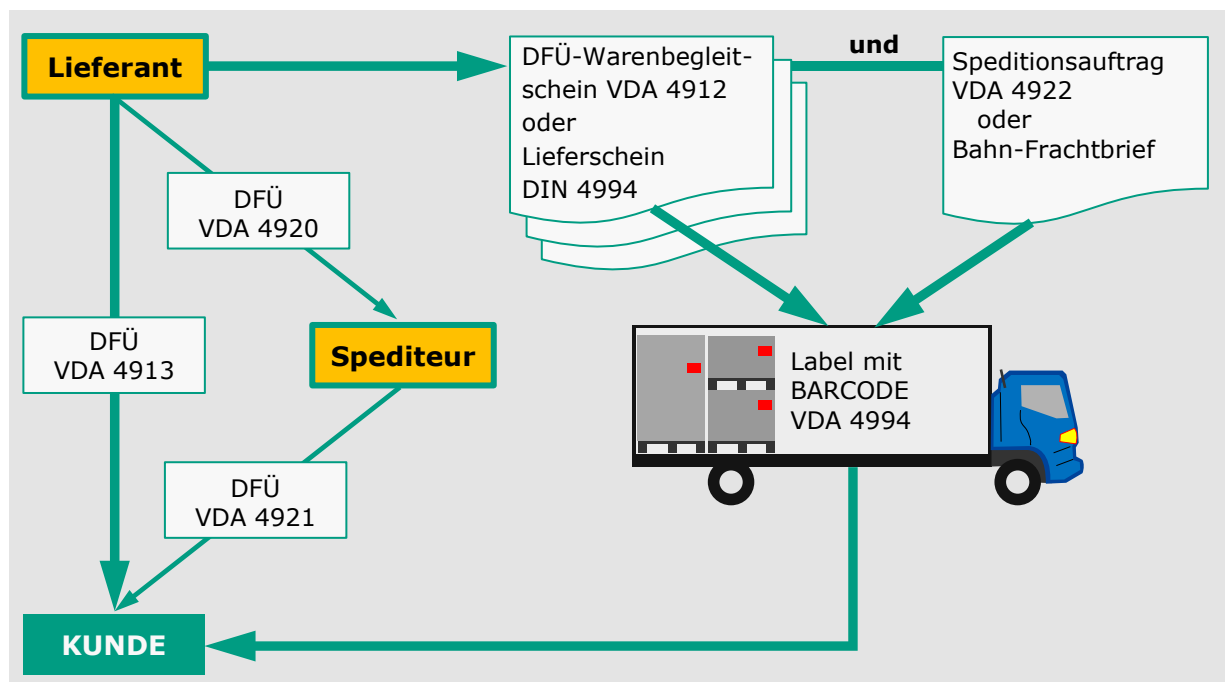 Lieferant
DFÜ-Warenbegleit-
schein VDA 4912
oder
Lieferschein
DIN 4994
und
Speditionsauftrag
VDA 4922
oder
Bahn-Frachtbrief
DFÜ
VDA 4920
DFÜ
VDA 4913
Spediteur
Label mit
BARCODE
VDA 4994
DFÜ
VDA 4921
KUNDE